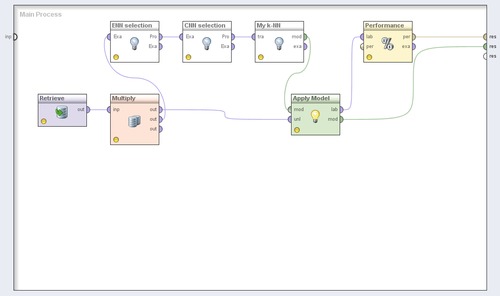 Main Process
inp
res
res
res
ENN selection
Exa
Pro
Exa
CNN selection
Exa
Pro
Exa
My k-NN
tra
mod
exa
Performance
lab
per
per
exa
Retrieve
out
Multiply
inp
out
out
out
Apply Model
mod
lab
unl
mod